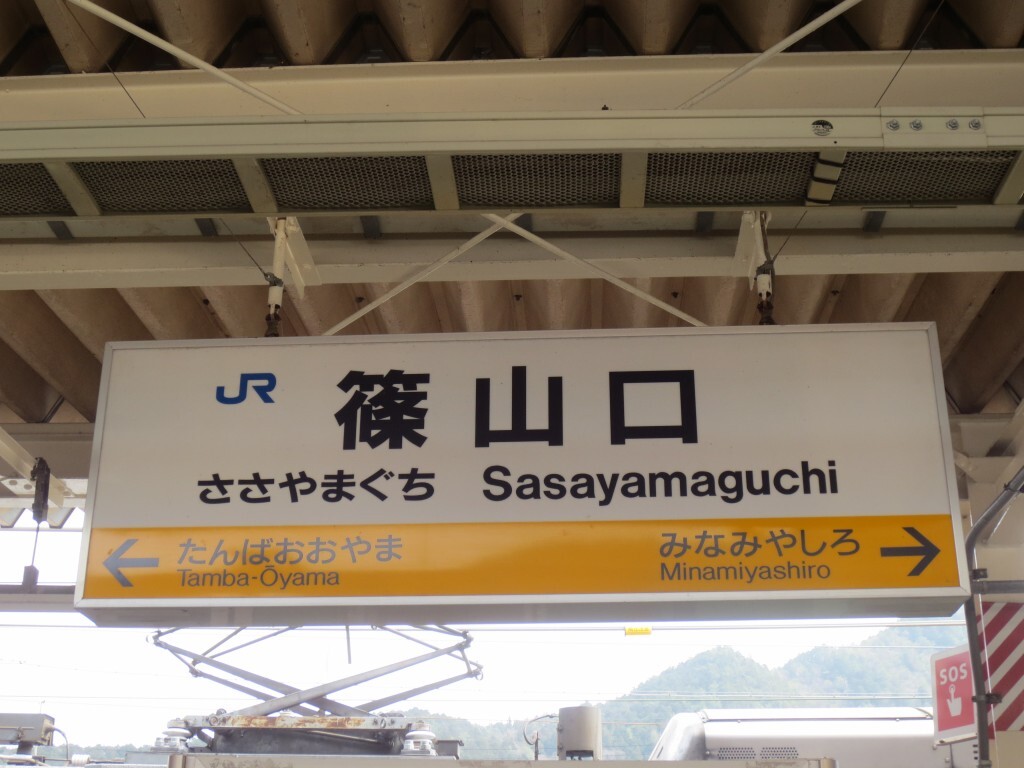 JR 篠山口
ささやまぐち Sasayamaguchi
← たんばおおやま みなみやしろ →
Tamba-Ōyama Minamiyashiro
SOS